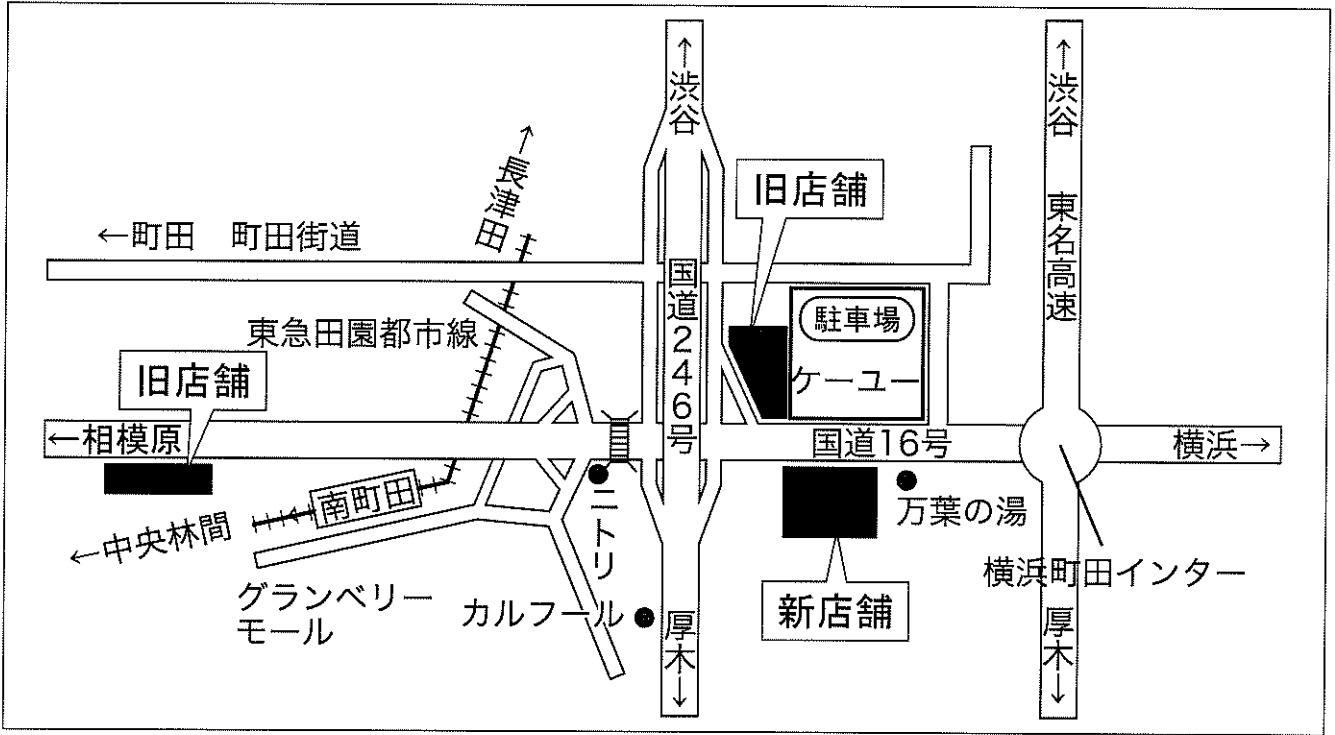 ↑渋谷
↑渋谷
東名高速
↑長津田
旧店舗
←町田　町田街道
国道246号
駐車場
ケーユー
東急田園都市線
旧店舗
←相模原
国道16号
横浜→
南町田
ニトリ
万葉の湯
←中央林間
横浜町田インター
グランベリー
モール
カルフール
新店舗
厚木↓
厚木↓